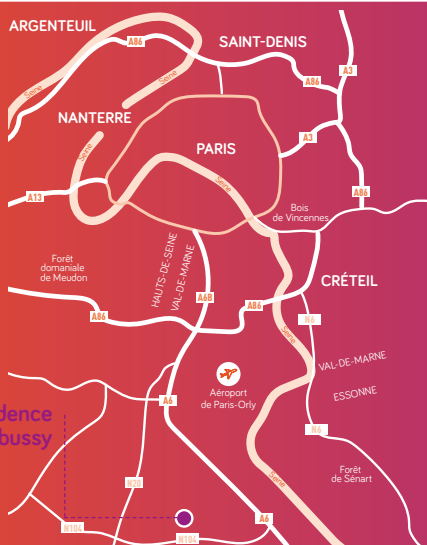 ARGENTEUIL
A86
SAINT-DENIS
Seine
Seine
A86
A3
NANTERRE
Seine
PARIS
A3
Seine
A13
A86
Bois
de Vincennes
Forêt
domaniale
de Meudon
HAUTS-DE-SEINE
VAL-DE-MARNE
CRÉTEIL
A6B
A86
A86
N6
Seine
VAL-DE-MARNE
ESSONNE
Aéroport
de Paris-Orly
A6
dence
bussy
N6
Forêt
de Sénart
Seine
N20
N104
N104
A6